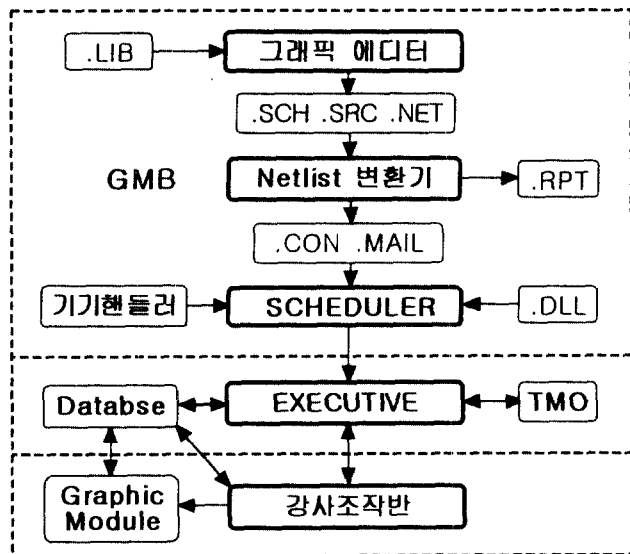 .LIB
그래픽 에디터
.SCH .SRC .NET
GMB
Netlist 변환기
.RPT
.CON .MAIL
기기핸들러
SCHEDULER
.DLL
Databse
EXECUTIVE
TMO
Graphic
Module
강사조작반